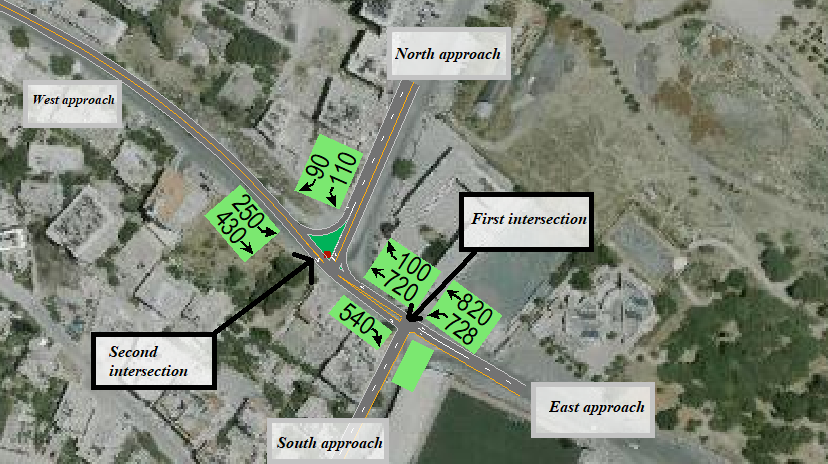 North approach
West approach
90
110
250
430
First intersection
100
720
820
728
540
Second
intersection
East approach
South approach